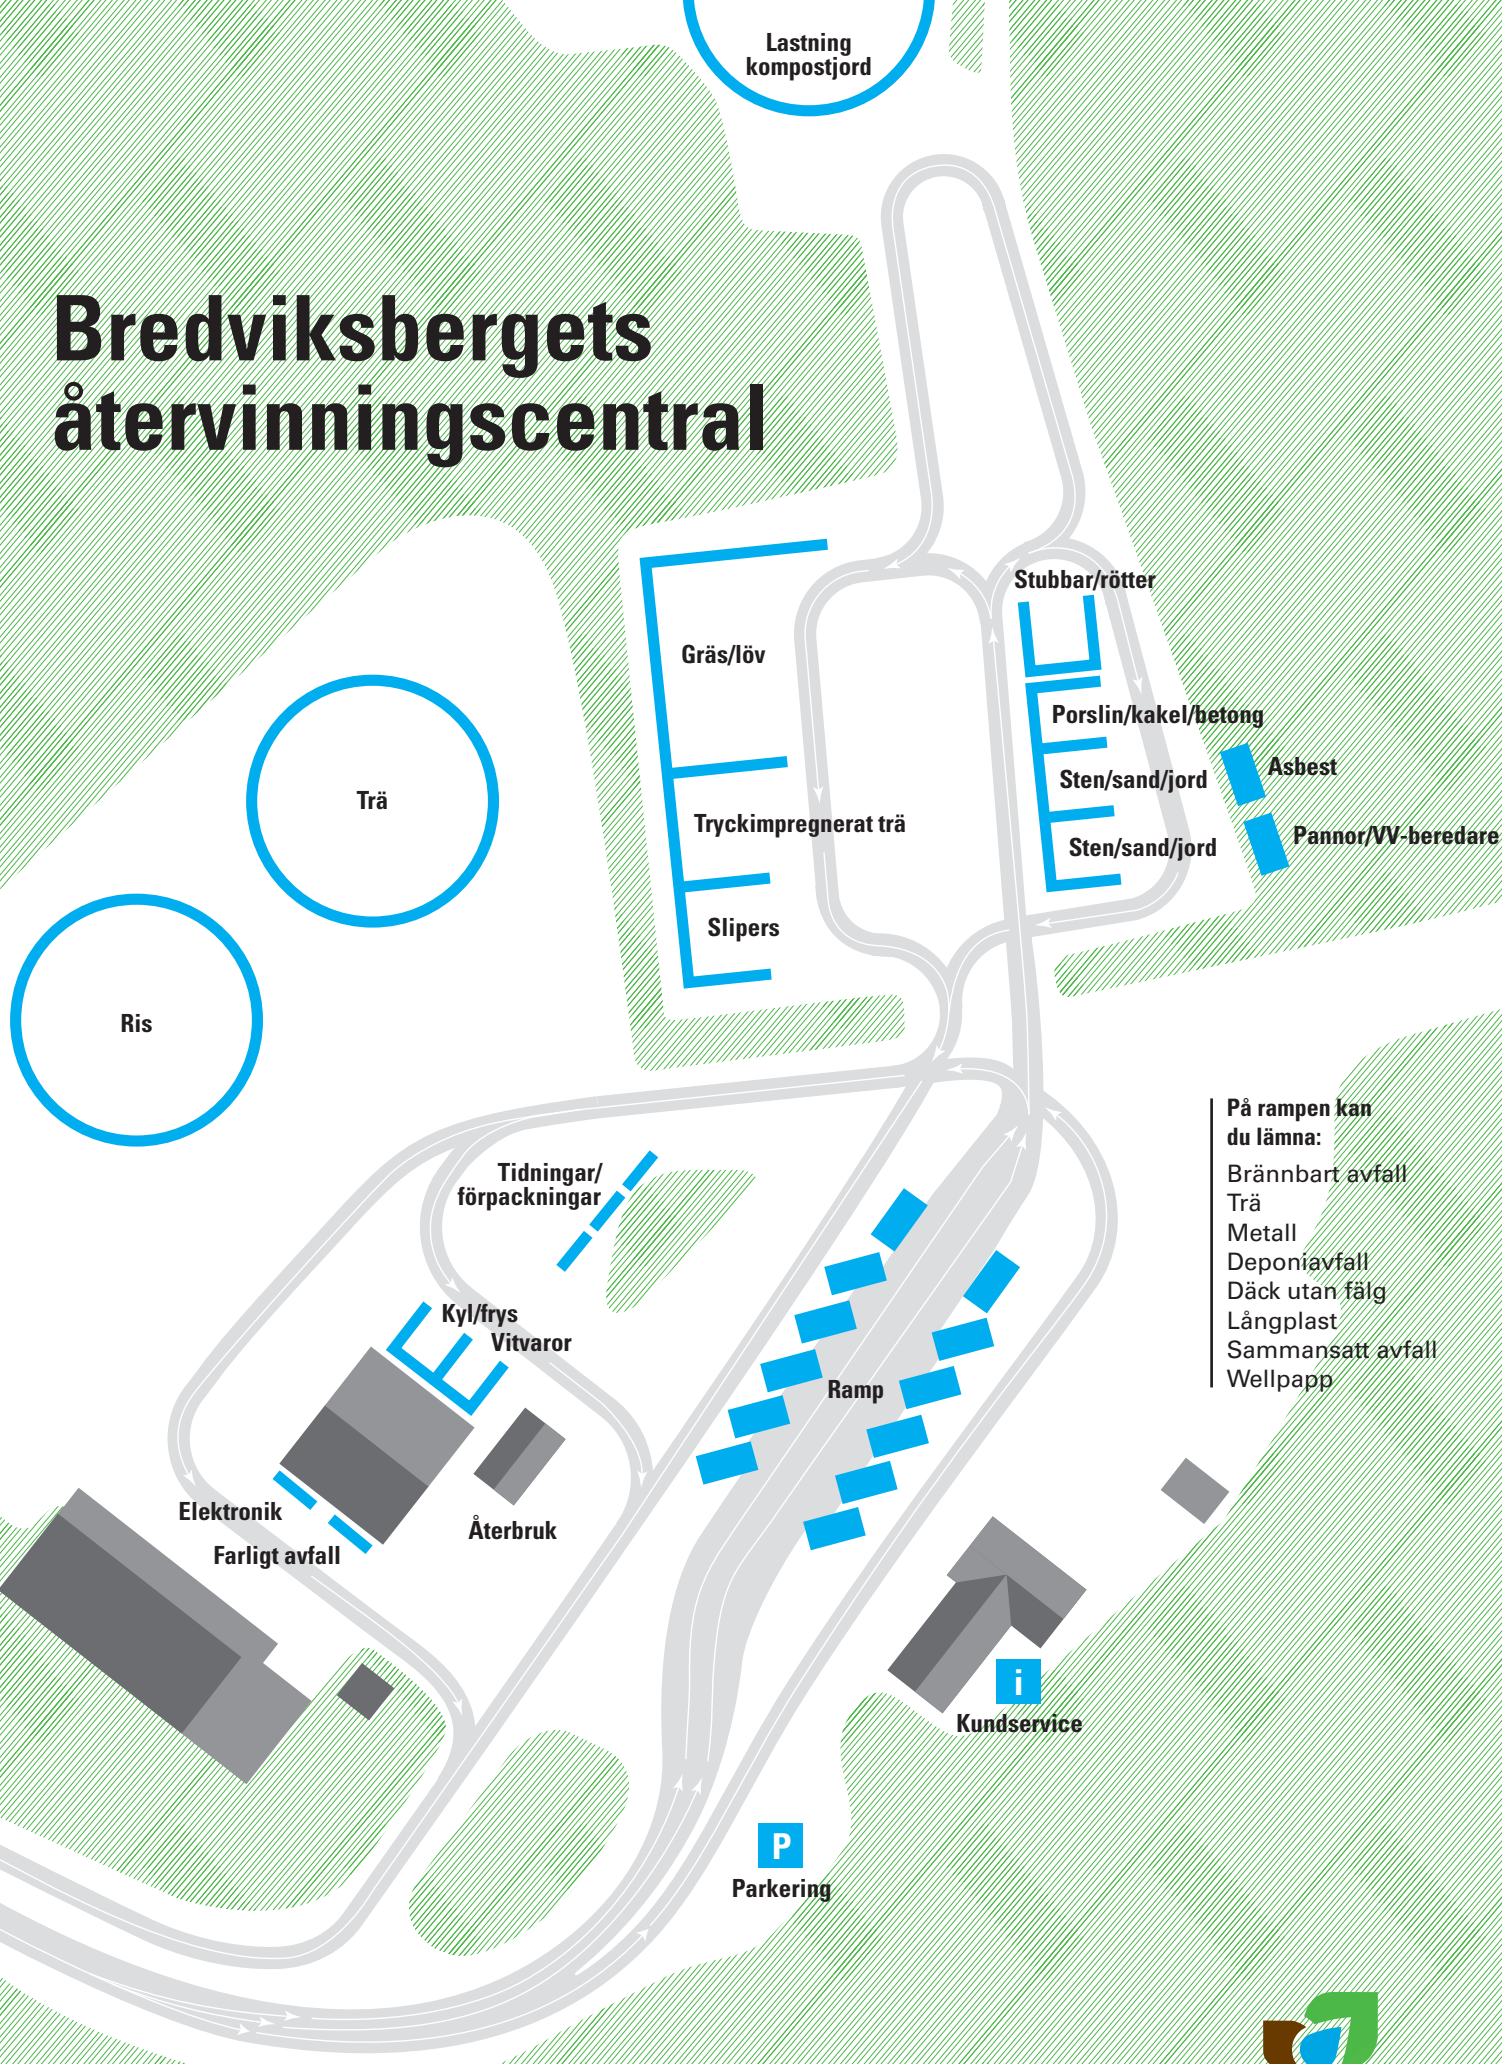 Lastning
kompostjord
Bredviksbergets
återvinningscentral
Stubbar/rötter
Gräs/löv
Porslin/kakel/betong
Asbest
Sten/sand/jord
Trä
Tryckimpregnerat trä
Pannor/VV-beredare
Sten/sand/jord
Slipers
Ris
På rampen kan
du lämna:
Brännbart avfall
Trä
Metall
Deponiavfall
Däck utan fälg
Långplast
Sammansatt avfall
Wellpapp
Tidningar/
förpackningar
Kyl/frys
Vitvaror
Ramp
Elektronik
Återbruk
Farligt avfall
i
Kundservice
P
Parkering